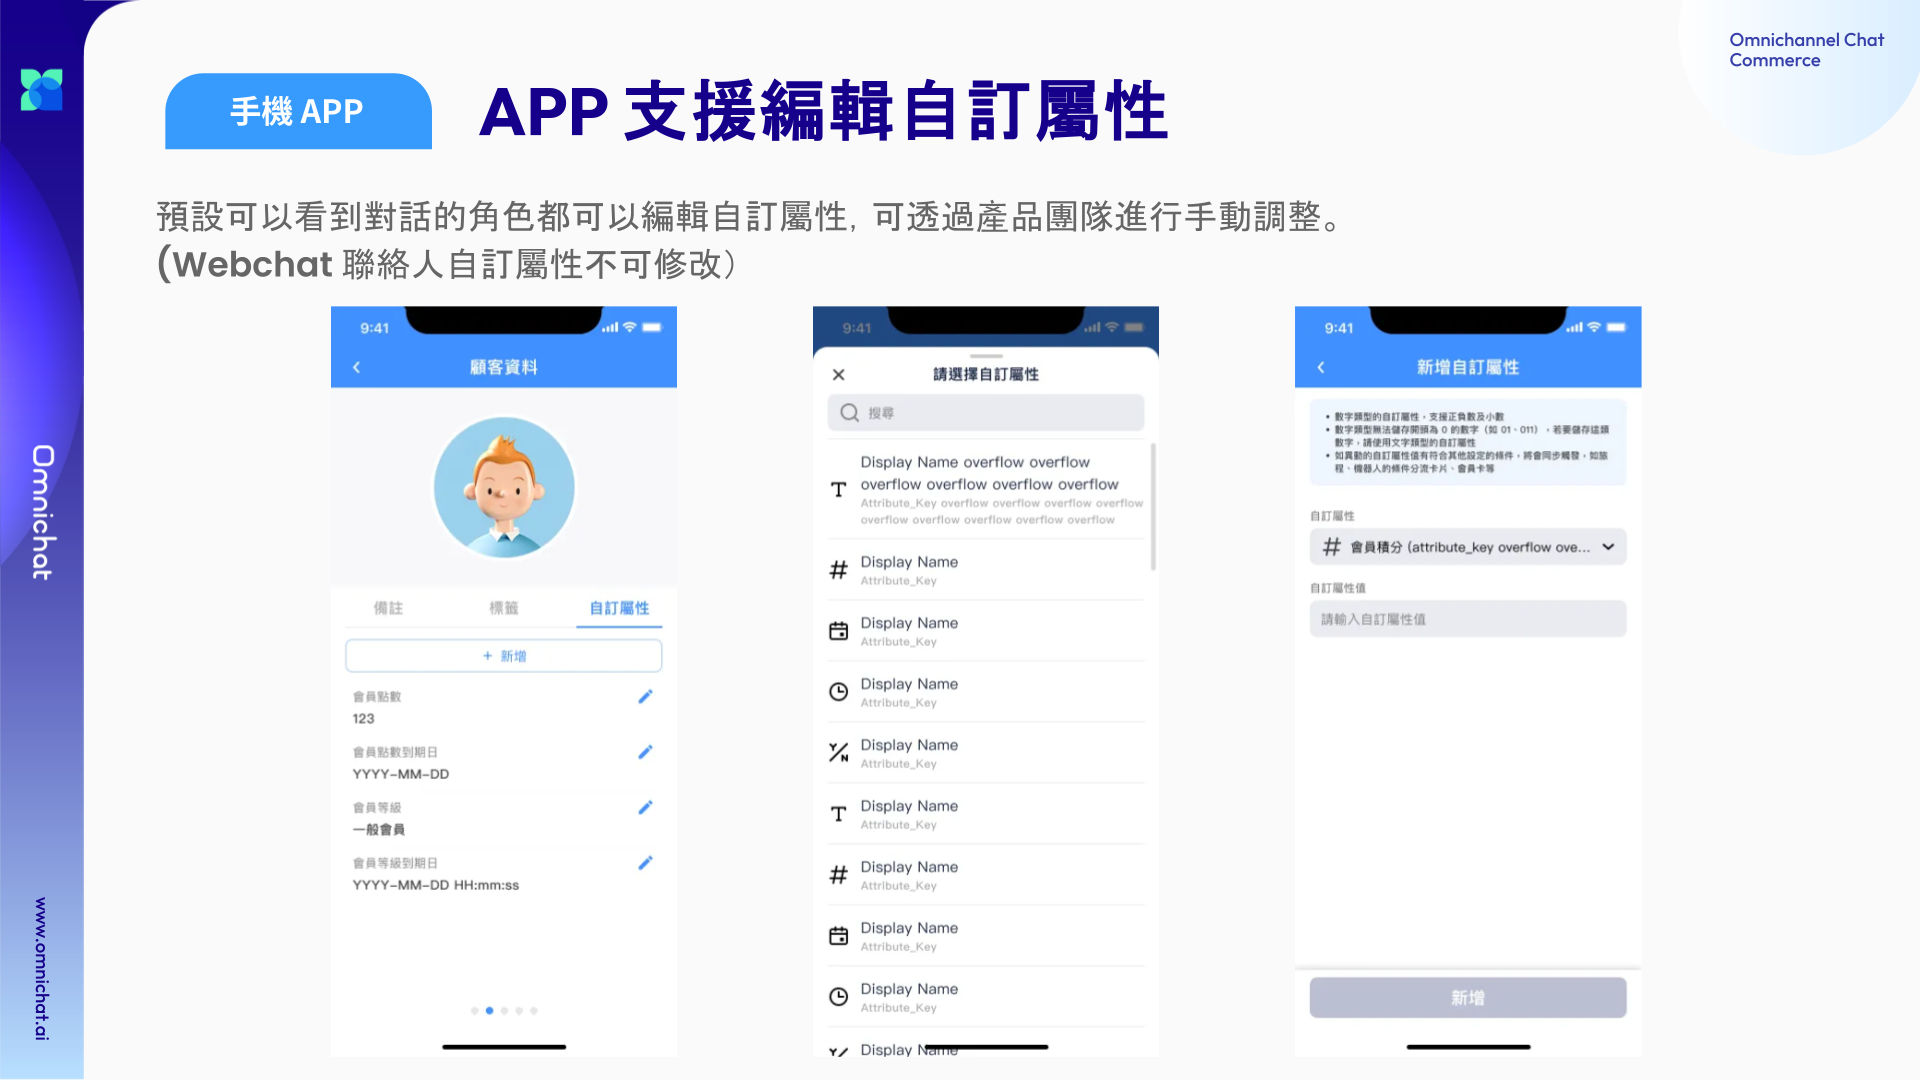 Omnichannel Chat
Commerce
手機 APP
APP 支援編輯自訂屬性
預設可以看到對話的角色都可以編輯自訂屬性, 可透過產品團隊進行手動調整。
(Webchat 聯絡人自訂屬性不可修改）
Omnichat
www.omnichat.ai
9:41
顧客資料
備註 標籤 自訂屬性
+ 新增
會員點數
123
會員點數到期日
YYYY-MM-DD
會員等級
一般會員
會員等級到期日
YYYY-MM-DD HH:mm:ss
9:41
請選擇自訂屬性
搜尋
Display Name overflow overflow
overflow overflow overflow overflow
Attribute_Key overflow overflow overflow overflow
overflow overflow overflow overflow overflow
Display Name
Attribute_Key
Display Name
Attribute_Key
Display Name
Attribute_Key
Display Name
Attribute_Key
Display Name
Attribute_Key
Display Name
Attribute_Key
Display Name
Attribute_Key
Display Name
Attribute_Key
Display Name
9:41
新增自訂屬性
• 數字類型的自訂屬性，支援正負數及小數
• 數字類型無法儲存開頭為 0 的數字（如 01、011），若要儲存這類
數字，請使用文字類型的自訂屬性
• 如異動的自訂屬性值有符合其他設定的條件，將會同步觸發，如旅
程、機器人的條件分流卡片、會員卡等
自訂屬性
# 會員積分 (attribute_key overflow ove...
自訂屬性值
請輸入自訂屬性值
新增